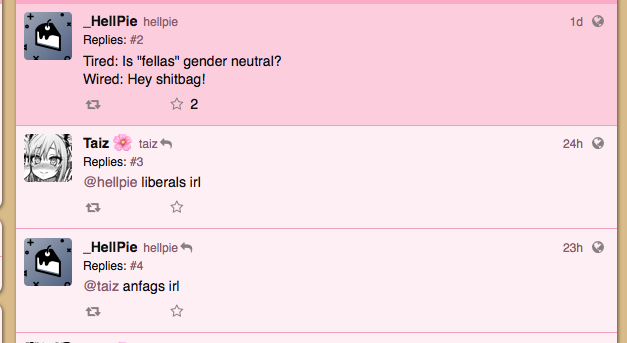 _HellPie hellpie 1d
Replies: #2
Tired: Is "fellas" gender neutral?
Wired: Hey shitbag!
2
Taiz 🌸 taiz 24h
Replies: #3
@hellpie liberals irl
_HellPie hellpie 23h
Replies: #4
@taiz anfags irl